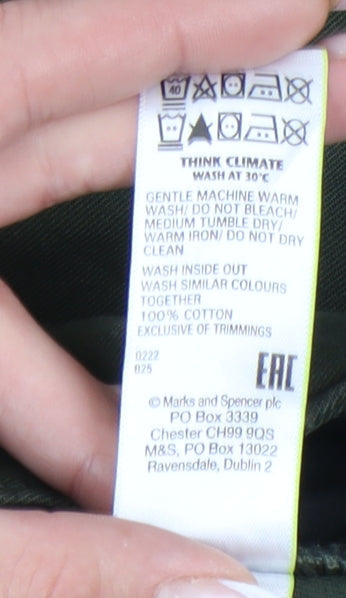 40
THINK CLIMATE
WASH AT 30°C
GENTLE MACHINE WARM
WASH/ DO NOT BLEACH/
MEDIUM TUMBLE DRY/
WARM IRON/ DO NOT DRY
CLEAN
WASH INSIDE OUT
WASH SIMILAR COLOURS
TOGETHER
100% COTTON
EXCLUSIVE OF TRIMMINGS
0222
025
EAC
© Marks and Spencer plc
PO Box 3339
Chester CH99 9QS
M&S, PO Box 13022
Ravensdale, Dublin 2